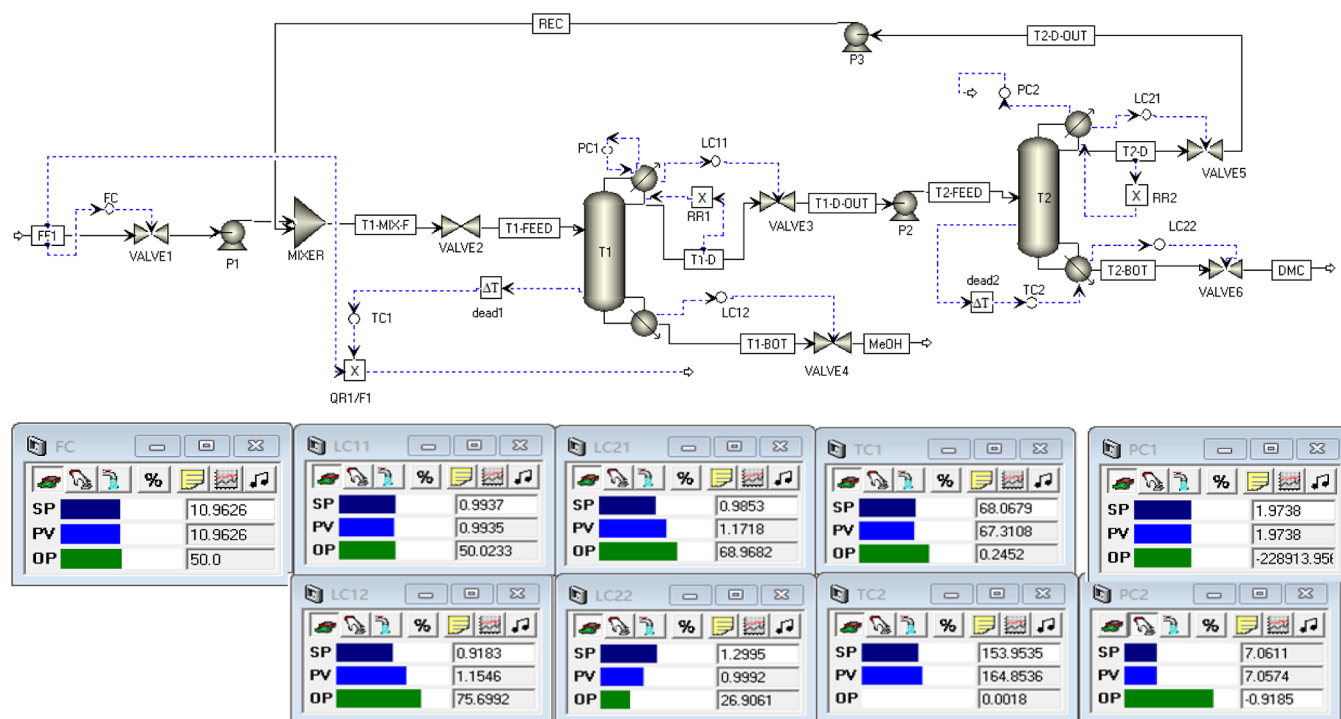 REC
T2-D-OUT
P3
PC2
LC21
PC1
LC11
T2-D
VALVE5
FC
X
RR1
X
RR2
T2-FEED
T2
FF1
T1-MIX-F
T1-FEED
T1-D-OUT
VALVE1
P1
MIXER
VALVE2
T1
T1-D
VALVE3
P2
LC22
ΔT
dead1
TC1
LC12
dead2
ΔT
TC2
T2-BOT
VALVE6
DMC
T1-BOT
MeOH
VALVE4
X
QR1/F1
FC
%
SP 10.9626
PV 10.9626
OP 50.0
LC11
%
SP 0.9937
PV 0.9935
OP 50.0233
LC21
%
SP 0.9853
PV 1.1718
OP 68.9682
TC1
%
SP 68.0679
PV 67.3108
OP 0.2452
PC1
%
SP 1.9738
PV 1.9738
OP -228913.95
LC12
%
SP 0.9183
PV 1.1546
OP 75.6992
LC22
%
SP 1.2995
PV 0.9992
OP 26.9061
TC2
%
SP 153.9535
PV 164.8536
OP 0.0018
PC2
%
SP 7.0611
PV 7.0574
OP -0.9185